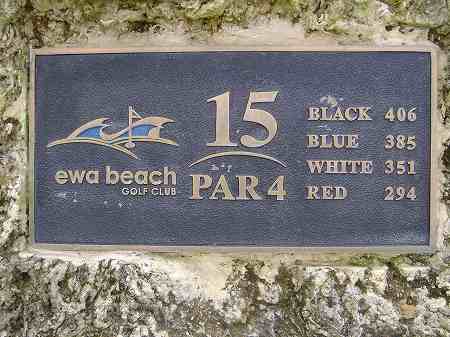 ewa beach
GOLF CLUB
15
PAR 4
BLACK 406
BLUE 385
WHITE 351
RED 294